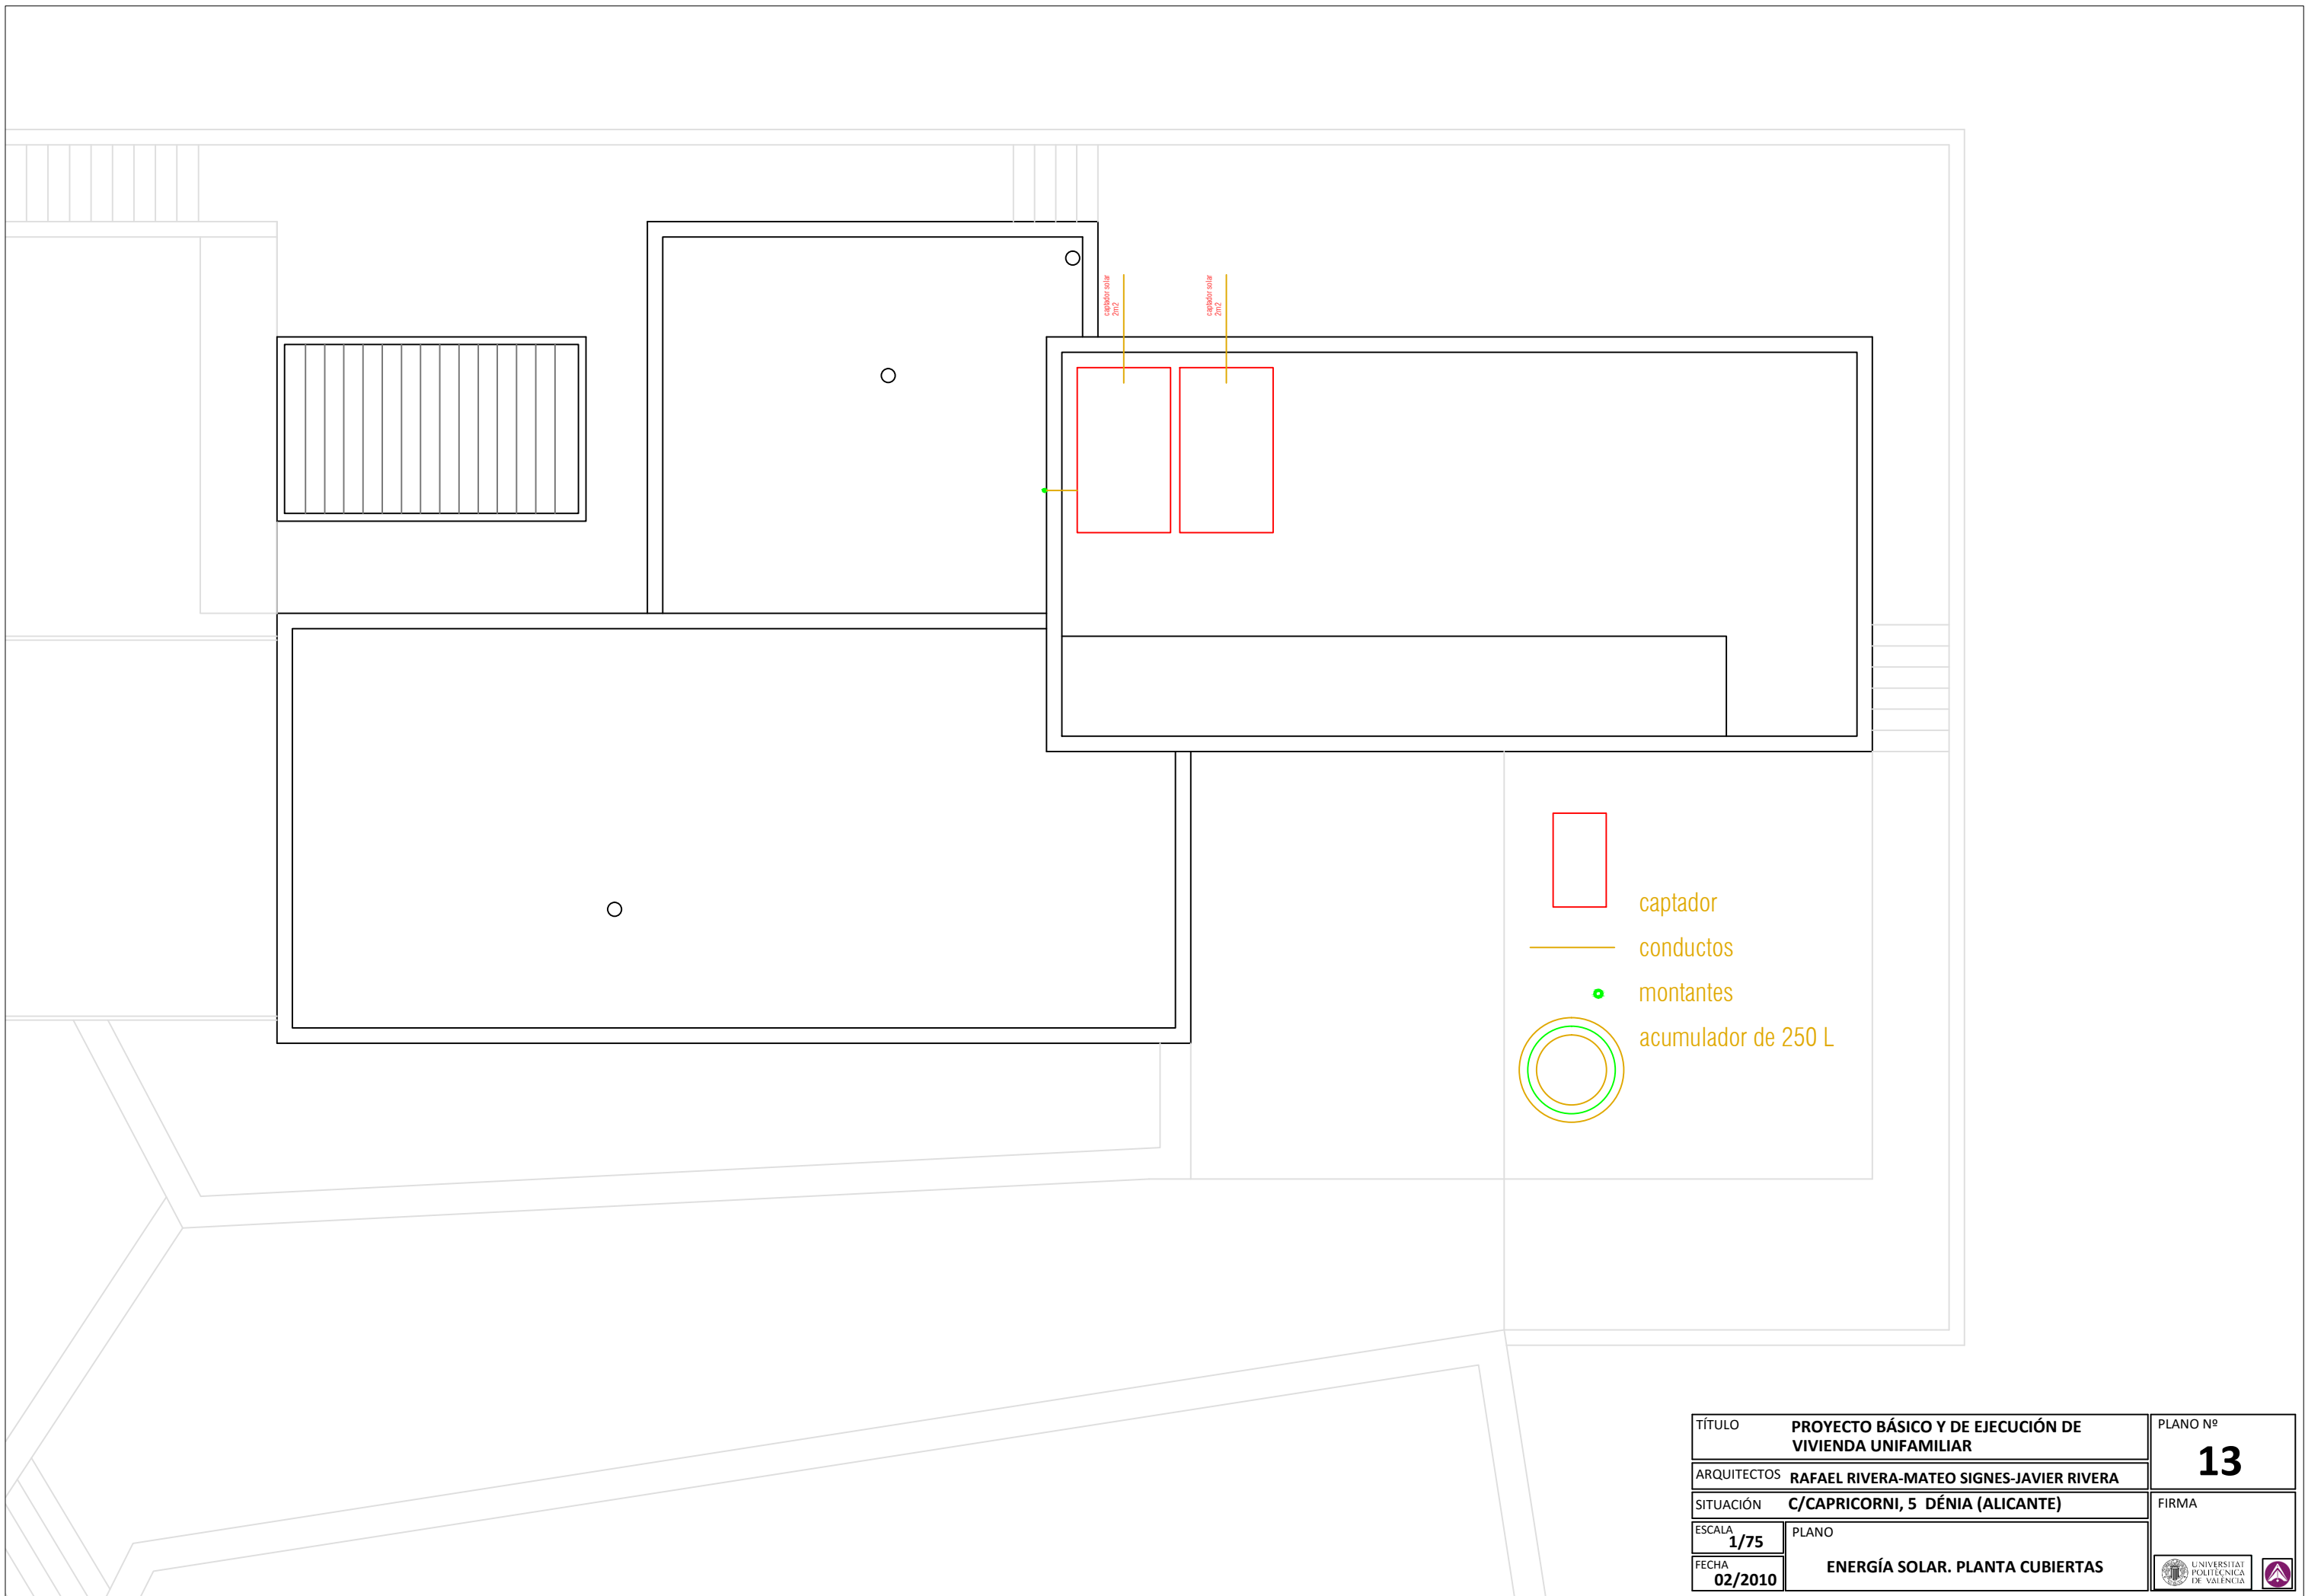 captador solar
2m2
captador solar
2m2
captador
conductos
montantes
acumulador de 250 L
TÍTULO
PROYECTO BÁSICO Y DE EJECUCIÓN DE
VIVIENDA UNIFAMILIAR
PLANO Nº
13
ARQUITECTOS RAFAEL RIVERA-MATEO SIGNES-JAVIER RIVERA
SITUACIÓN C/CAPRICORNI, 5 DÉNIA (ALICANTE)
FIRMA
ESCALA
1/75
PLANO
ENERGÍA SOLAR. PLANTA CUBIERTAS
FECHA
02/2010
UNIVERSITAT
POLITÈCNICA
DE VALÈNCIA